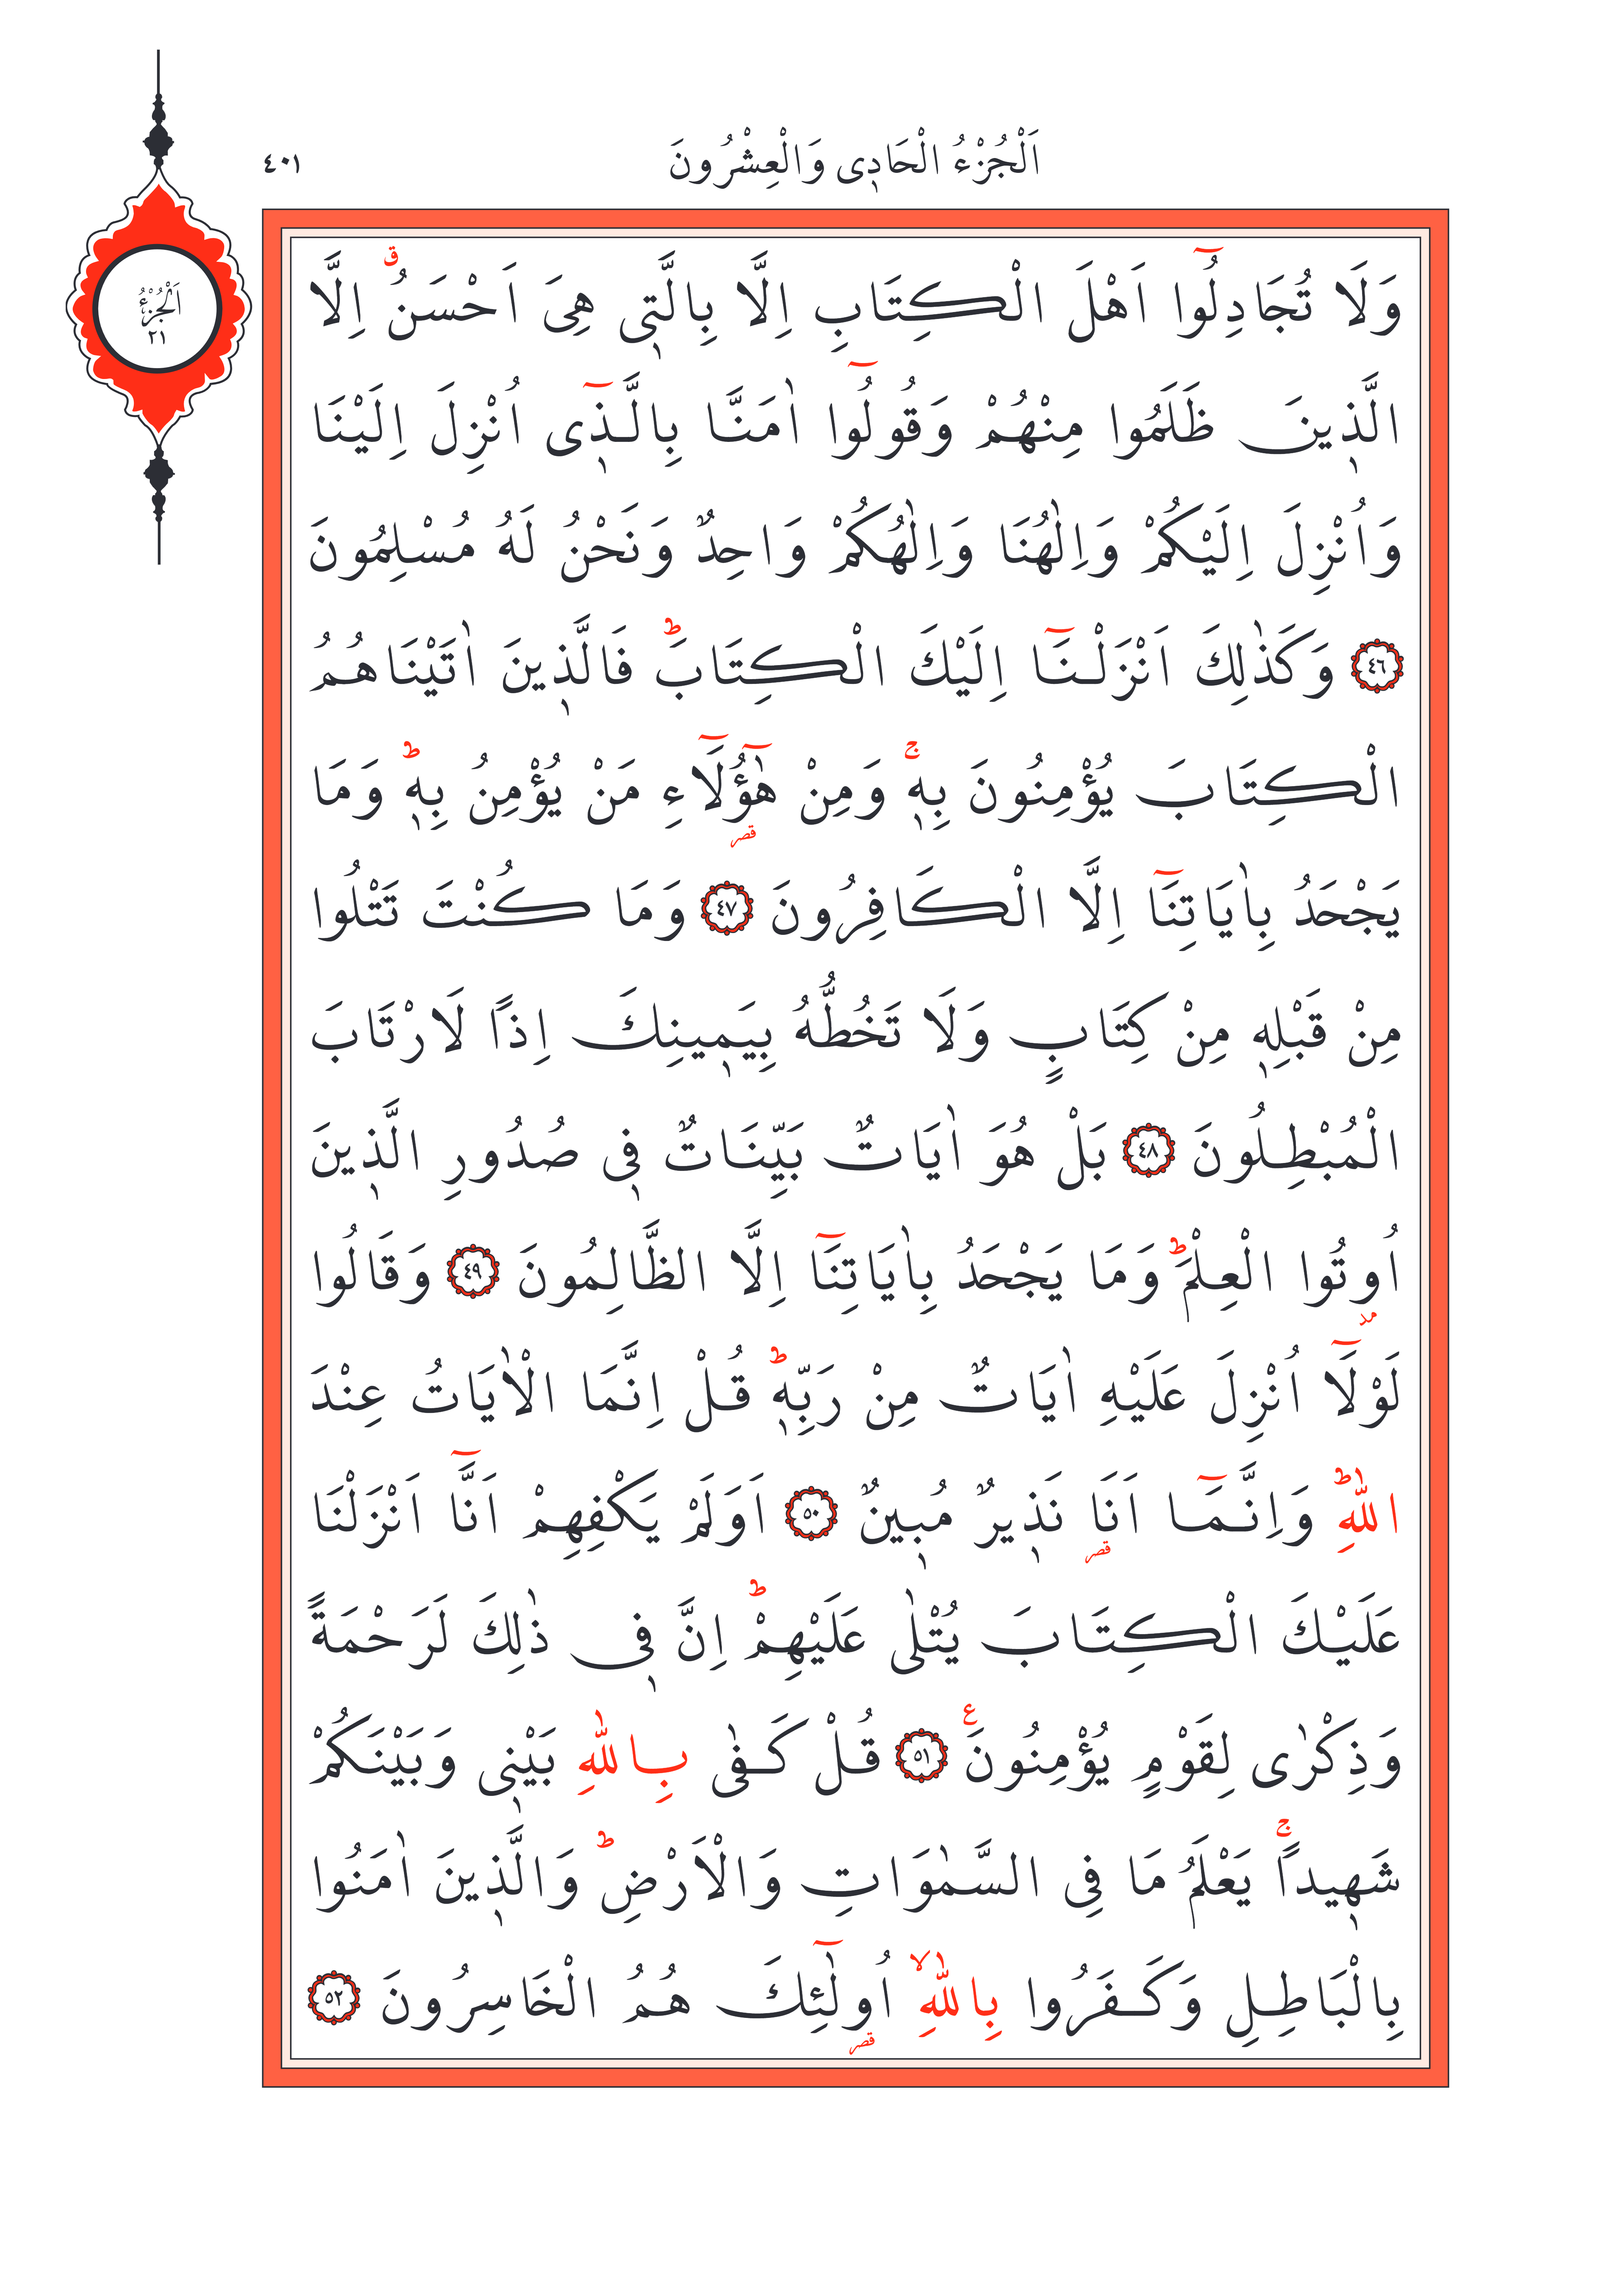 اَلْجُزْءُ الْحَادِي وَالْعِشْرُونَ
٤٠١
اَلْجُزْءُ
٢١
وَلَا تُجَادِلُٓوا اَهْلَ الْكِتَابِ اِلَّا بِالَّت۪ي هِيَ اَحْسَنُۗ اِلَّا
الَّذ۪ينَ ظَلَمُوا مِنْهُمْ وَقُولُٓوا اٰمَنَّا بِالَّذ۪ٓي اُنْزِلَ اِلَيْنَا
وَاُنْزِلَ اِلَيْكُمْ وَاِلٰهُنَا وَاِلٰهُكُمْ وَاحِدٌ وَنَحْنُ لَهُ مُسْلِمُونَ
﴿٤٦﴾ وَكَذٰلِكَ اَنْزَلْنَٓا اِلَيْكَ الْكِتَابَۜ فَالَّذ۪ينَ اٰتَيْنَاهُمُ
الْكِتَابَ يُؤْمِنُونَ بِه۪ۚ وَمِنْ هٰٓؤُ۬لَٓاءِ مَنْ يُؤْمِنُ بِه۪ۜ وَمَا
يَجْحَدُ بِاٰيَاتِنَٓا اِلَّا الْكَافِرُونَ ﴿٤٧﴾ وَمَا كُنْتَ تَتْلُوا
مِنْ قَبْلِه۪ مِنْ كِتَابٍ وَلَا تَخُطُّهُ بِيَم۪ينِكَ اِذًا لَارْتَابَ
الْمُبْطِلُونَ ﴿٤٨﴾ بَلْ هُوَ اٰيَاتٌ بَيِّنَاتٌ ف۪ي صُدُورِ الَّذ۪ينَ
اُوتُوا الْعِلْمَۜ وَمَا يَجْحَدُ بِاٰيَاتِنَٓا اِلَّا الظَّالِمُونَ ﴿٤٩﴾ وَقَالُوا
لَوْلَٓا اُنْزِلَ عَلَيْهِ اٰيَاتٌ مِنْ رَبِّه۪ۜ قُلْ اِنَّمَا الْاٰيَاتُ عِنْدَ
اللّٰهِۜ وَاِنَّمَٓا اَنَا۬ نَذ۪يرٌ مُب۪ينٌ ﴿٥٠﴾ اَوَلَمْ يَكْفِهِمْ اَنَّٓا اَنْزَلْنَا
عَلَيْكَ الْكِتَابَ يُتْلٰى عَلَيْهِمْۜ اِنَّ ف۪ي ذٰلِكَ لَرَحْمَةً
وَذِكْرٰى لِقَوْمٍ يُؤْمِنُونَ۟ ﴿٥١﴾ قُلْ كَفٰى بِاللّٰهِ بَيْن۪ي وَبَيْنَكُمْ
شَه۪يدًاۚ يَعْلَمُ مَا فِي السَّمٰوَاتِ وَالْاَرْضِۜ وَالَّذ۪ينَ اٰمَنُوا
بِالْبَاطِلِ وَكَفَرُوا بِاللّٰهِۙ اُو۬لٰٓئِكَ هُمُ الْخَاسِرُونَ ﴿٥٢﴾